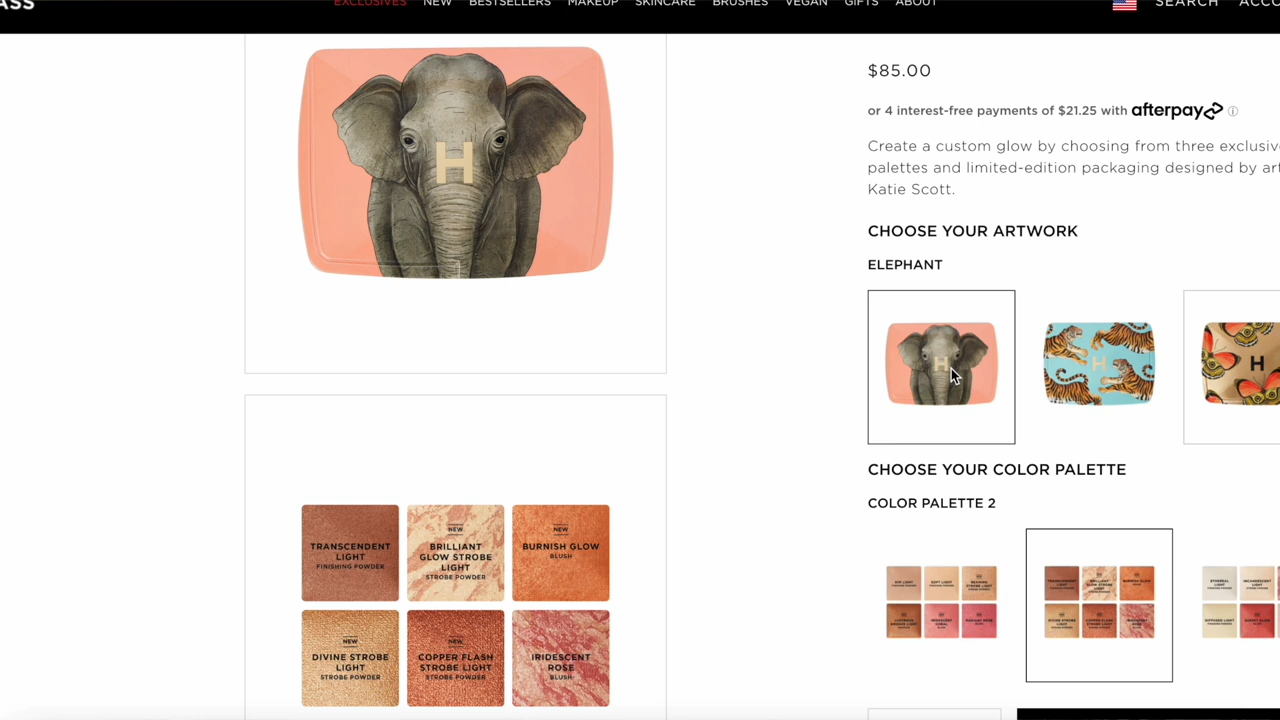 ASS
EXCLUSIVES NEW BESTSELLERS MAKEUP SKINCARE BRUSHES VEGAN GIFTS ABOUT
SEARCH ACCO
H
$85.00
or 4 interest-free payments of $21.25 with afterpay
Create a custom glow by choosing from three exclusiv
palettes and limited-edition packaging designed by art
Katie Scott.
CHOOSE YOUR ARTWORK
ELEPHANT
H
H
H
CHOOSE YOUR COLOR PALETTE
COLOR PALETTE 2
TRANSCENDENT
LIGHT
FINISHING POWDER
NEW
BRILLIANT
GLOW STROBE
LIGHT
STROBE POWDER
NEW
BURNISH GLOW
BLUSH
NEW
DIVINE STROBE
LIGHT
STROBE POWDER
NEW
COPPER FLASH
STROBE LIGHT
STROBE POWDER
IRIDESCENT
ROSE
BLUSH